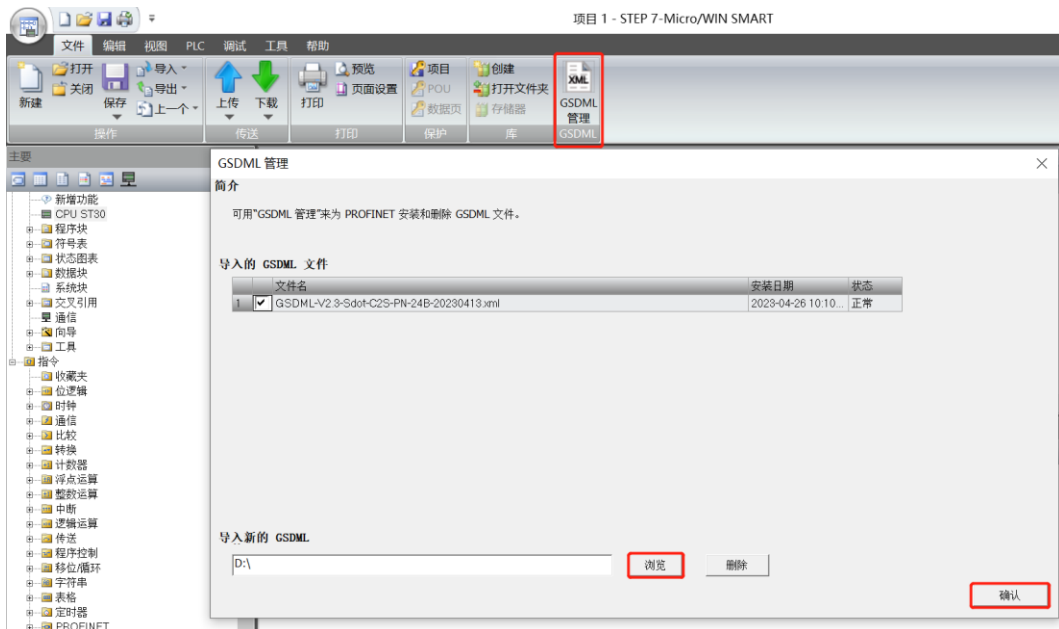 项目 1 - STEP 7-Micro/WIN SMART
文件 编辑 视图 PLC 调试 工具 帮助
新建 打开 关闭 保存 导入 导出 上一个
上传 下载
打印 预览 页面设置
项目 POU 数据页
创建 打开文件夹 存储器
XML GSDML 管理
操作 传送 打印 保护 库 GSDML
主要
新增功能
CPU ST30
程序块
符号表
状态图表
数据块
系统块
交叉引用
通信
向导
工具
指令
收藏夹
位逻辑
时钟
通信
比较
转换
计数器
浮点运算
整数运算
中断
逻辑运算
传送
程序控制
移位/循环
字符串
表格
定时器
PROFINET
GSDML 管理
简介
可用"GSDML 管理"来为 PROFINET 安装和删除 GSDML 文件。
导入的 GSDML 文件
文件名 安装日期 状态
1 GSDML-V2.3-Sdot-C2S-PN-24B-20230413.xml 2023-04-26 10:10... 正常
导入新的 GSDML
D:\ 浏览 删除
确认